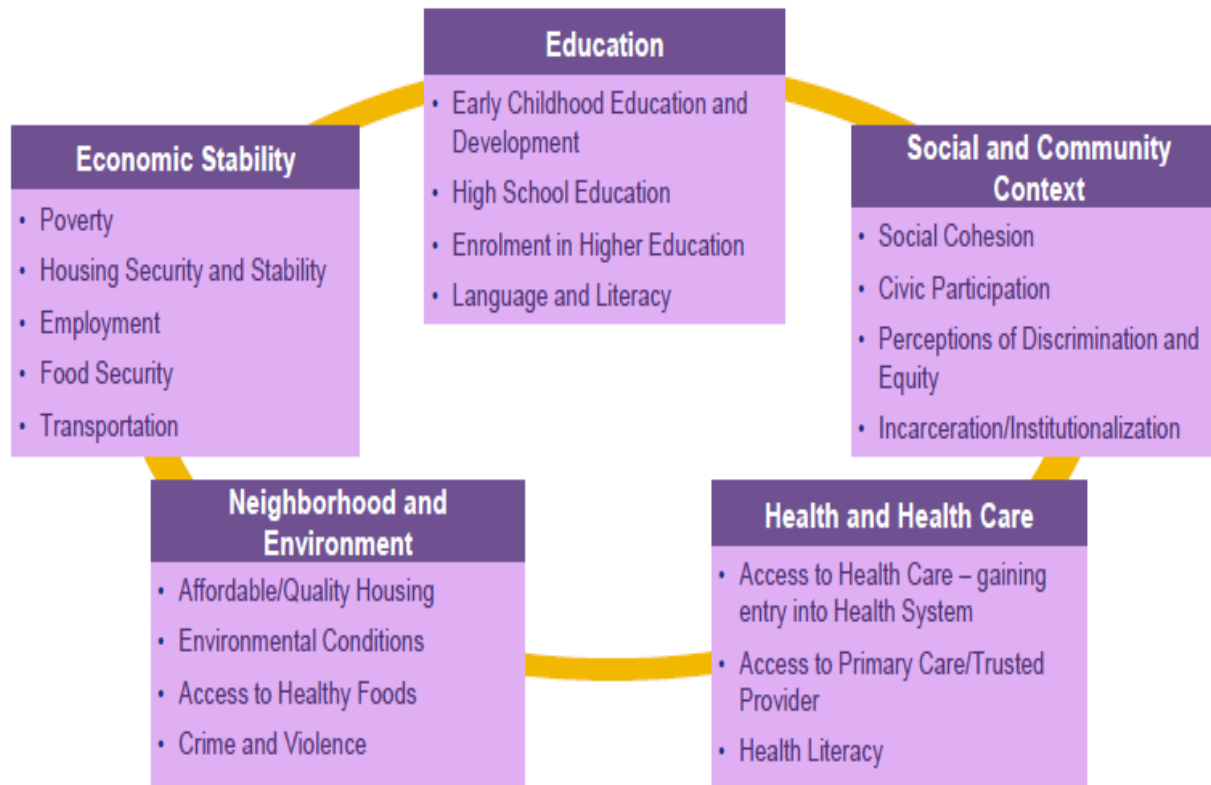 Education
• Early Childhood Education and
Development
• High School Education
• Enrolment in Higher Education
• Language and Literacy
Economic Stability
• Poverty
• Housing Security and Stability
• Employment
• Food Security
• Transportation
Social and Community
Context
• Social Cohesion
• Civic Participation
• Perceptions of Discrimination and
Equity
• Incarceration/Institutionalization
Neighborhood and
Environment
• Affordable/Quality Housing
• Environmental Conditions
• Access to Healthy Foods
• Crime and Violence
Health and Health Care
• Access to Health Care – gaining
entry into Health System
• Access to Primary Care/Trusted
Provider
• Health Literacy